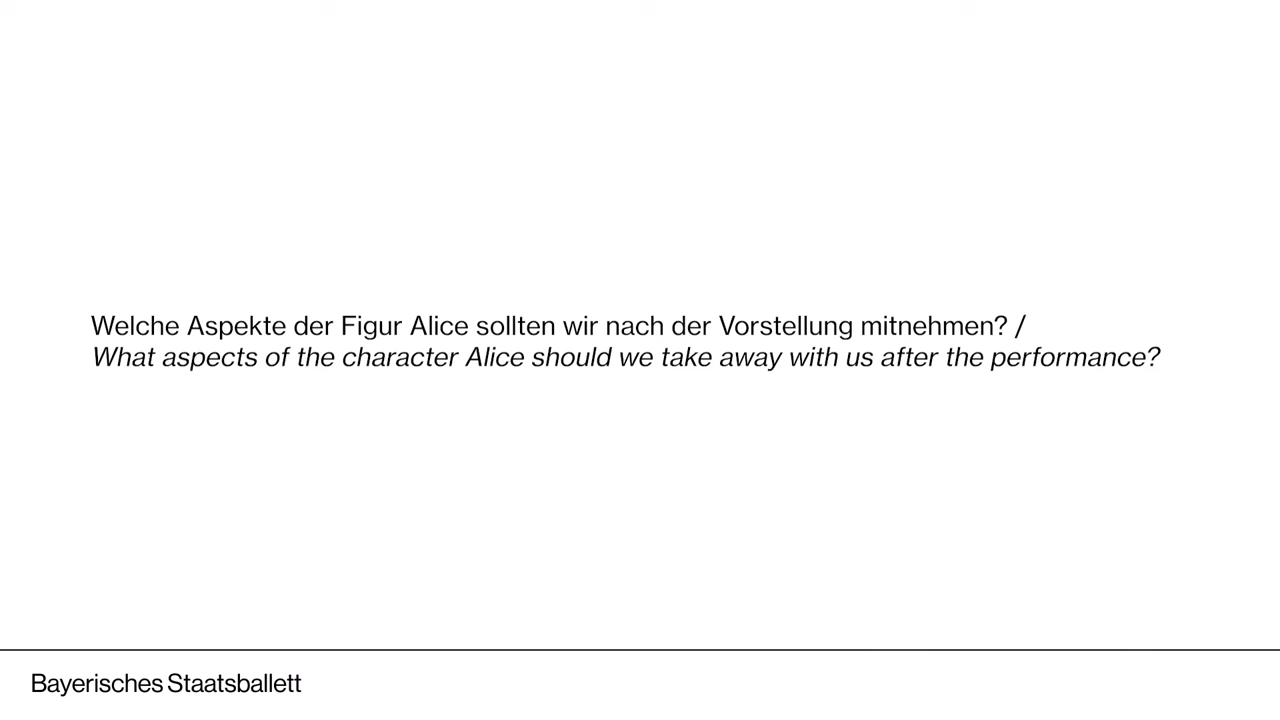 Welche Aspekte der Figur Alice sollten wir nach der Vorstellung mitnehmen? /
What aspects of the character Alice should we take away with us after the performance?
Bayerisches Staatsballett